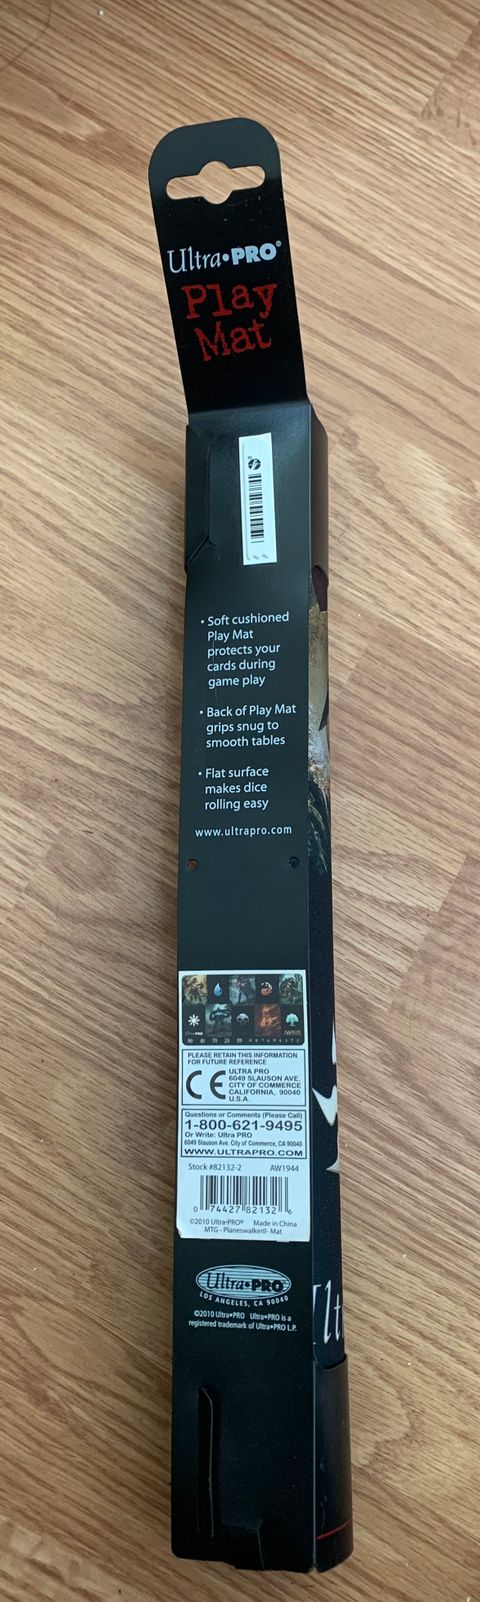 Ultra•PRO®
Play
Mat
• Soft cushioned
Play Mat
protects your
cards during
game play
• Back of Play Mat
grips snug to
smooth tables
• Flat surface
makes dice
rolling easy
www.ultrapro.com
PLEASE RETAIN THIS INFORMATION
FOR FUTURE REFERENCE
CE
ULTRA PRO
6049 SLAUSON AVE.
CITY OF COMMERCE
CALIFORNIA, 90040
U.S.A.
Questions or Comments (Please Call)
1-800-621-9495
Or Write: Ultra PRO
6049 Slauson Ave. City of Commerce, CA 90040
WWW.ULTRAPRO.COM
Stock #82132-2 AW1944
0 74427 82132 6
©2010 Ultra•PRO® Made in China
MTG - PlaneswalkerII- Mat
Ultra•PRO
LOS ANGELES, CA 90040
©2010 Ultra•PRO Ultra•PRO is a
registered trademark of Ultra•PRO L.P.